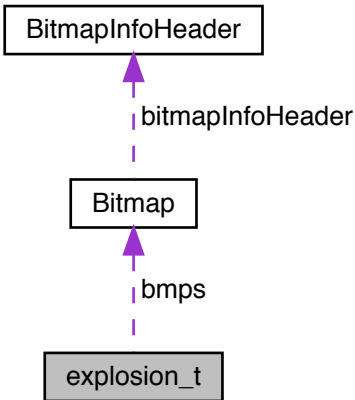 BitmapInfoHeader
bitmapInfoHeader
Bitmap
bmps
explosion_t